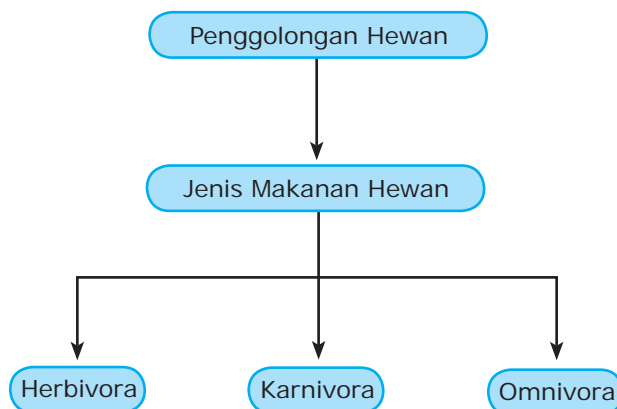 Penggolongan Hewan
Jenis Makanan Hewan
Herbivora
Karnivora
Omnivora